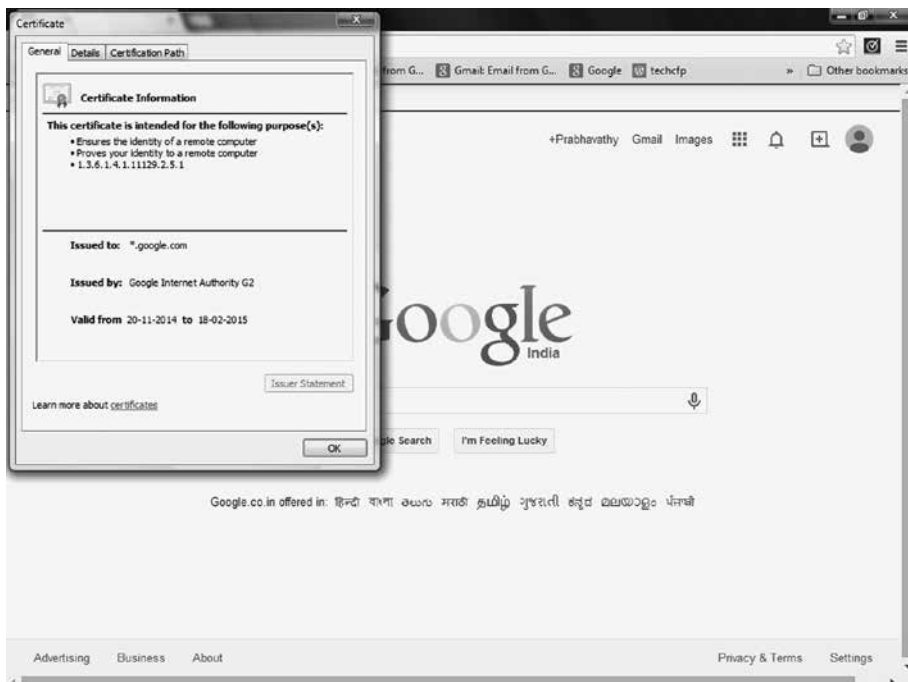 Certificate
General Details Certification Path
Certificate Information
This certificate is intended for the following purpose(s):
• Ensures the identity of a remote computer
• Proves your identity to a remote computer
• 1.3.6.1.4.1.11129.2.5.1
Issued to: *.google.com
Issued by: Google Internet Authority G2
Valid from 20-11-2014 to 18-02-2015
Issuer Statement
Learn more about certificates
OK
from G... Gmail: Email from G... Google techcfp » Other bookmarks
+Prabhavathy Gmail Images
Google
India
Search I'm Feeling Lucky
Google.co.in offered in: हिन्दी বাংলা తెలుగు मराठी தமிழ் ગુજરાતી ಕನ್ನಡ മലയാളം ਪੰਜਾਬੀ
Advertising Business About Privacy & Terms Settings